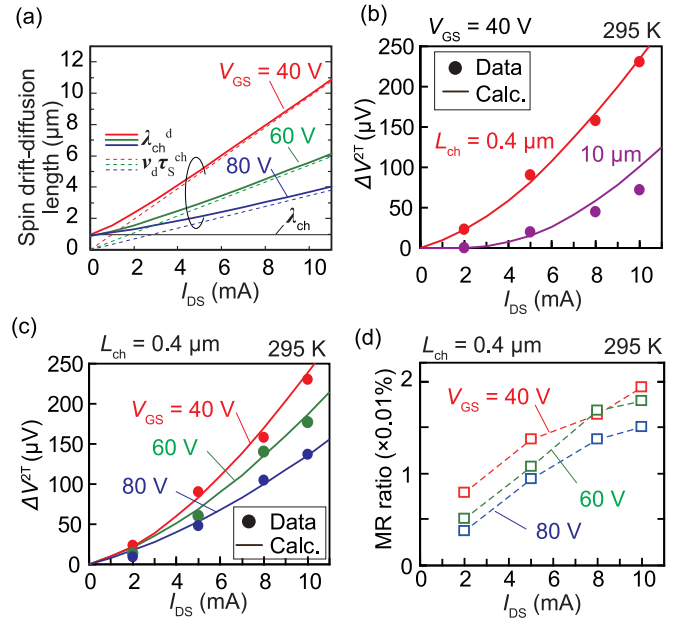 (a)
Spin drift-diffusion
length (μm)
12
10
8
6
4
2
0
V_GS = 40 V
60 V
80 V
λ_ch^d
v_d τ_S^ch
λ_ch
0 2 4 6 8 10
I_DS (mA)
(b)
V_GS = 40 V 295 K
ΔV^2T (μV)
250
200
150
100
50
0
Data
Calc.
L_ch = 0.4 μm
10 μm
0 2 4 6 8 10
I_DS (mA)
(c)
L_ch = 0.4 μm 295 K
ΔV^2T (μV)
250
200
150
100
50
0
V_GS = 40 V
60 V
80 V
Data
Calc.
0 2 4 6 8 10
I_DS (mA)
(d)
L_ch = 0.4 μm 295 K
MR ratio (×0.01%)
2
1
0
V_GS = 40 V
60 V
80 V
0 2 4 6 8 10
I_DS (mA)